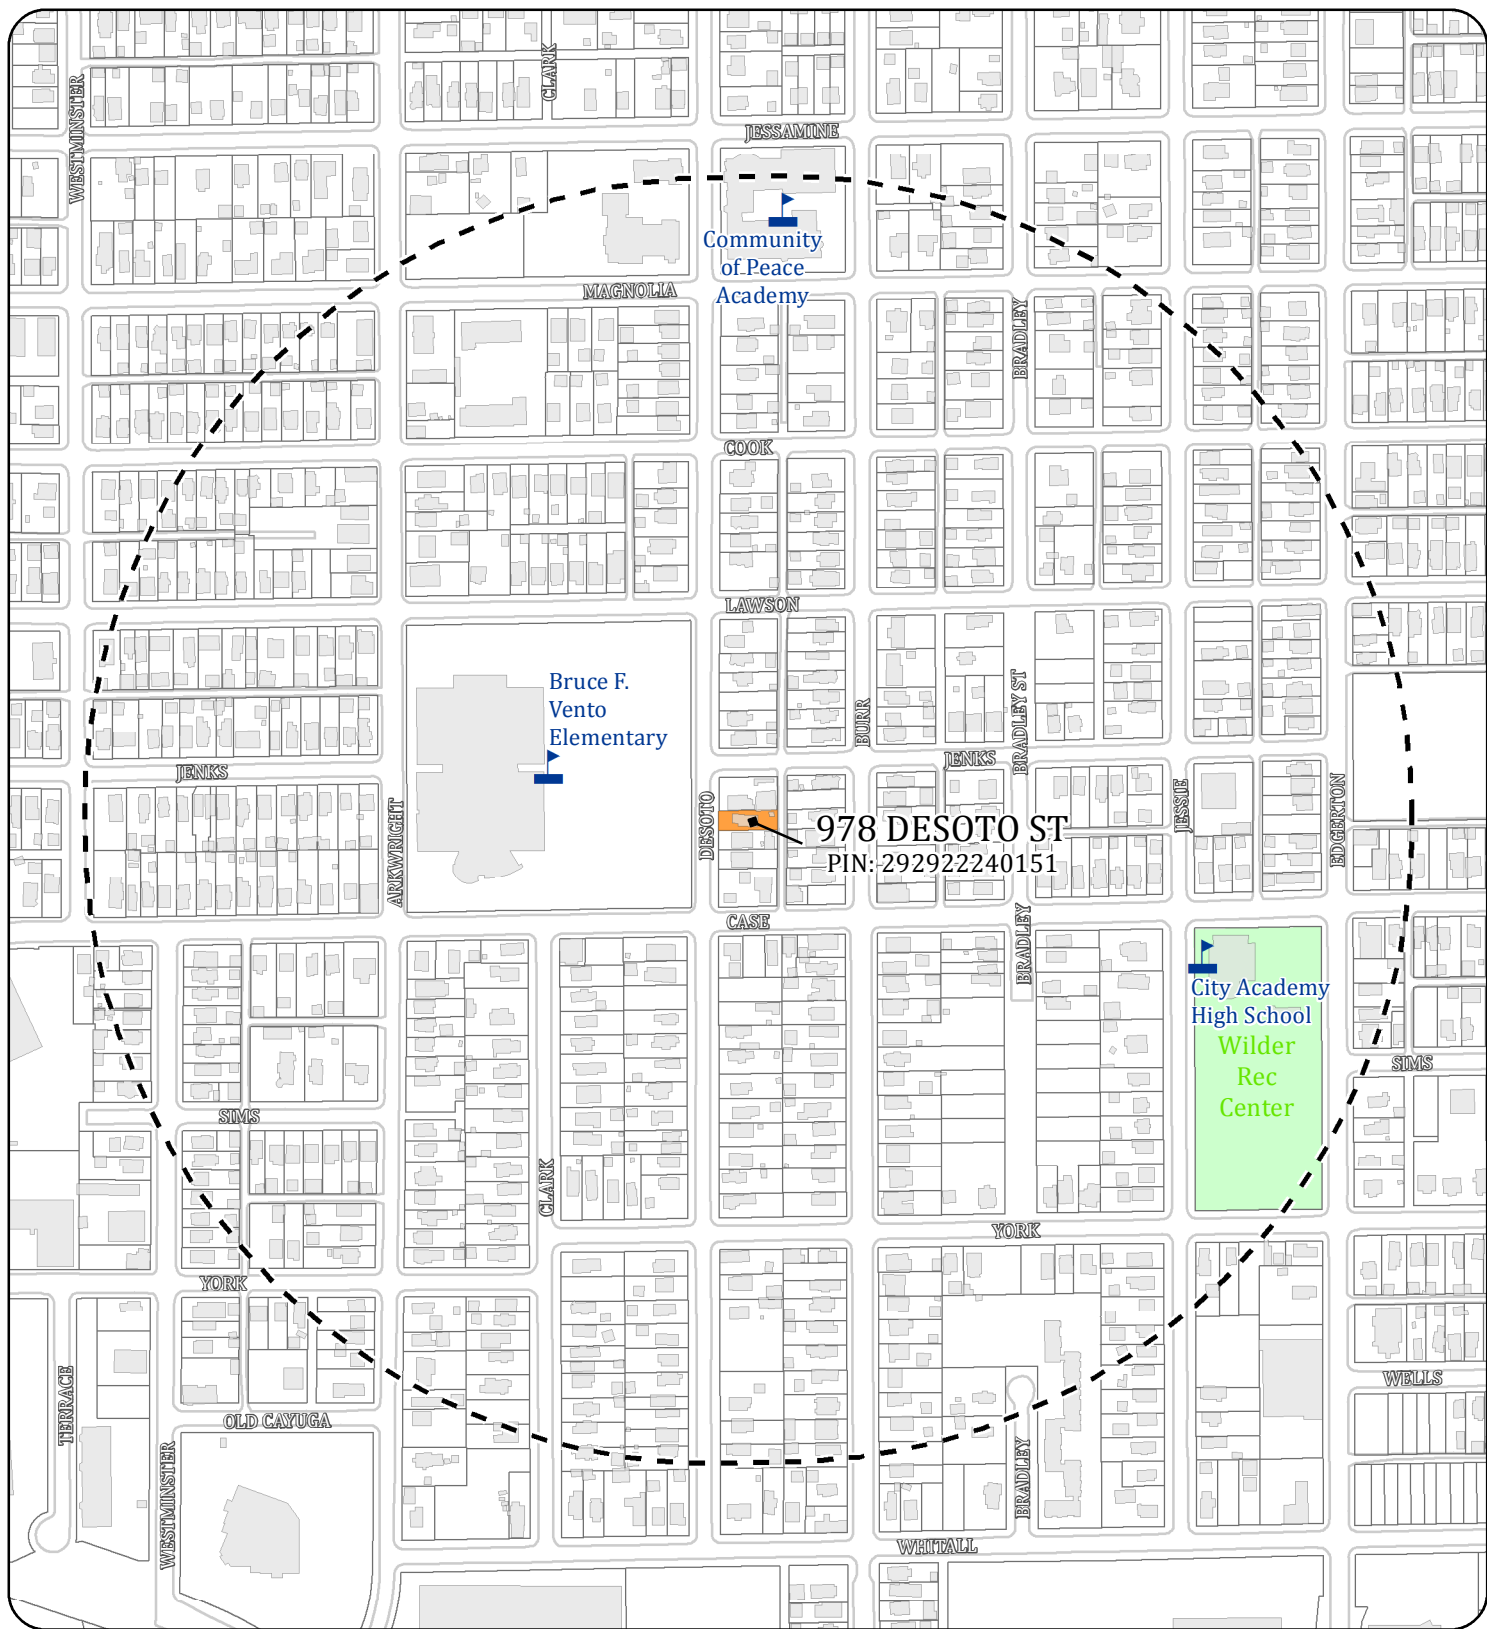 CLARK
WESTMINSTER
JESSAMINE
Community
of Peace
Academy
MAGNOLIA
BRADLEY
COOK
LAWSON
Bruce F.
Vento
Elementary
BURR
BRADLEY ST
JENKS
JENKS
DESOTO
ARKWRIGHT
JESSIE
EDGERTON
978 DESOTO ST
PIN: 292922240151
CASE
BRADLEY
City Academy
High School
Wilder
Rec
Center
SIMS
SIMS
CLARK
YORK
YORK
TERRACE
WELLS
OLD CAYUGA
WESTMINSTER
BRADLEY
WHITALL